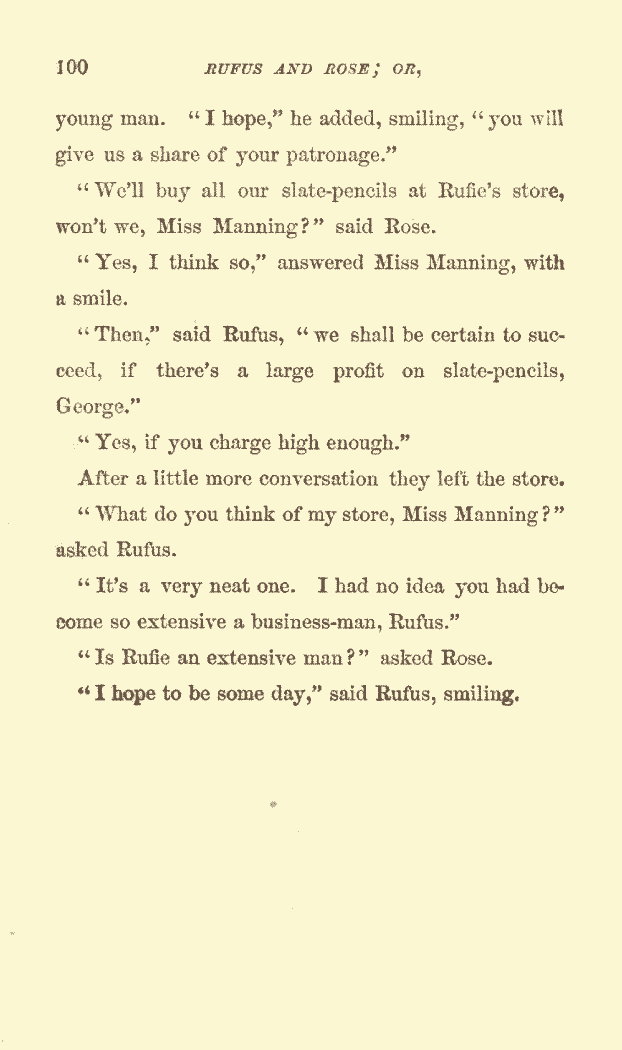 100 RUFUS AND ROSE; OR,
young man. “I hope,” he added, smiling, “you will
give us a share of your patronage.”
“We’ll buy all our slate-pencils at Rufie’s store,
won’t we, Miss Manning?” said Rose.
“Yes, I think so,” answered Miss Manning, with
a smile.
“Then,” said Rufus, “we shall be certain to suc-
ceed, if there’s a large profit on slate-pencils,
George.”
“Yes, if you charge high enough.”
After a little more conversation they left the store.
“What do you think of my store, Miss Manning?”
asked Rufus.
“It’s a very neat one. I had no idea you had be-
come so extensive a business-man, Rufus.”
“Is Rufie an extensive man?” asked Rose.
“I hope to be some day,” said Rufus, smiling.